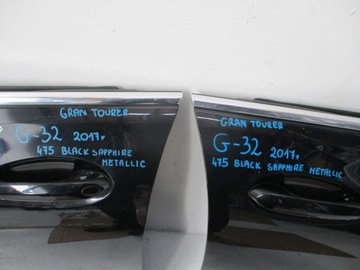 GRAN TOURER
G-32 2017r
475 BLACK SAPPHIRE
METALLIC
GRAN TOURER
G-32 2017r
475 BLACK SAPPHIRE METALLIC